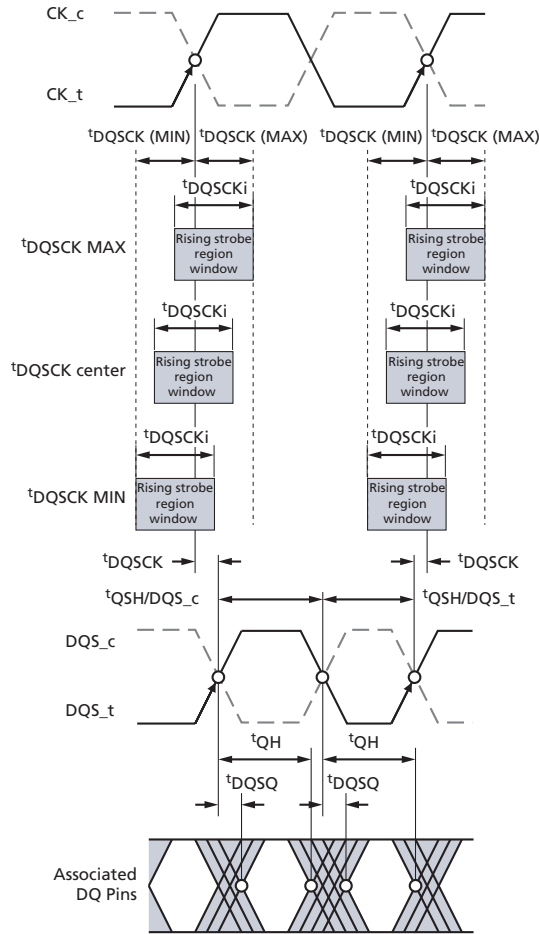 CK_c
CK_t
tDQSCK (MIN) tDQSCK (MAX) tDQSCK (MIN) tDQSCK (MAX)
tDQSCKi tDQSCKi
tDQSCK MAX
Rising strobe
region
window
Rising strobe
region
window
tDQSCKi tDQSCKi
tDQSCK center
Rising strobe
region
window
Rising strobe
region
window
tDQSCKi tDQSCKi
tDQSCK MIN
Rising strobe
region
window
Rising strobe
region
window
tDQSCK tDQSCK
tQSH/DQS_c tQSH/DQS_t
DQS_c
DQS_t
tQH tQH
tDQSQ tDQSQ
Associated
DQ Pins